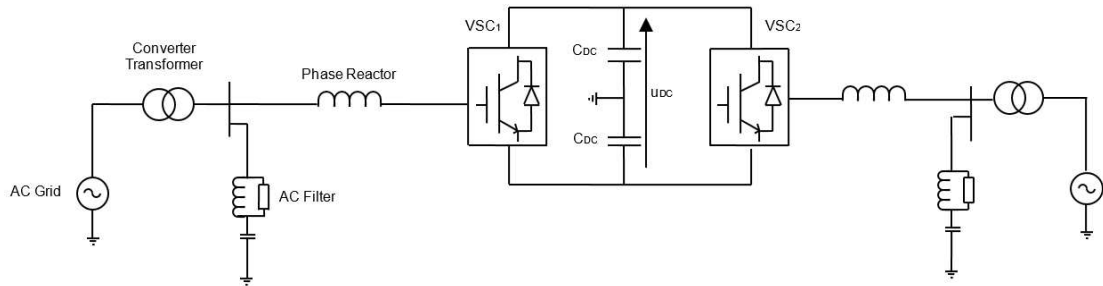 VSC1
VSC2
Converter
Transformer
CDC
Phase Reactor
uDC
CDC
AC Grid
AC Filter